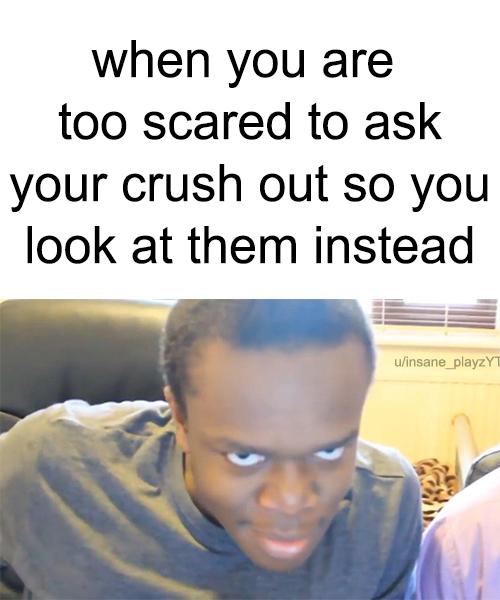 when you are
too scared to ask
your crush out so you
look at them instead
u/insane_playzYT